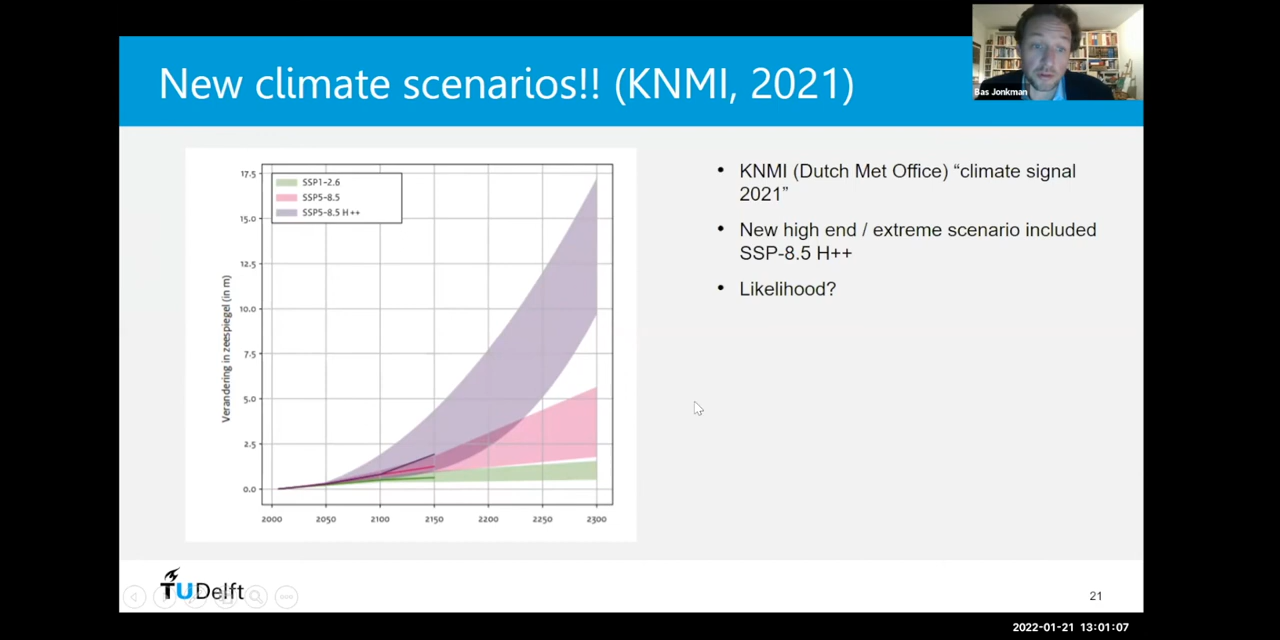 New climate scenarios!! (KNMI, 2021)
Bas Jonkman
17.5
15.0
12.5
10.0
7.5
5.0
2.5
0.0
Verandering in zeespiegel (in m)
SSP1-2.6
SSP5-8.5
SSP5-8.5 H++
2000 2050 2100 2150 2200 2250 2300
• KNMI (Dutch Met Office) “climate signal
2021”
• New high end / extreme scenario included
SSP-8.5 H++
• Likelihood?
TUDelft
21
2022-01-21 13:01:07